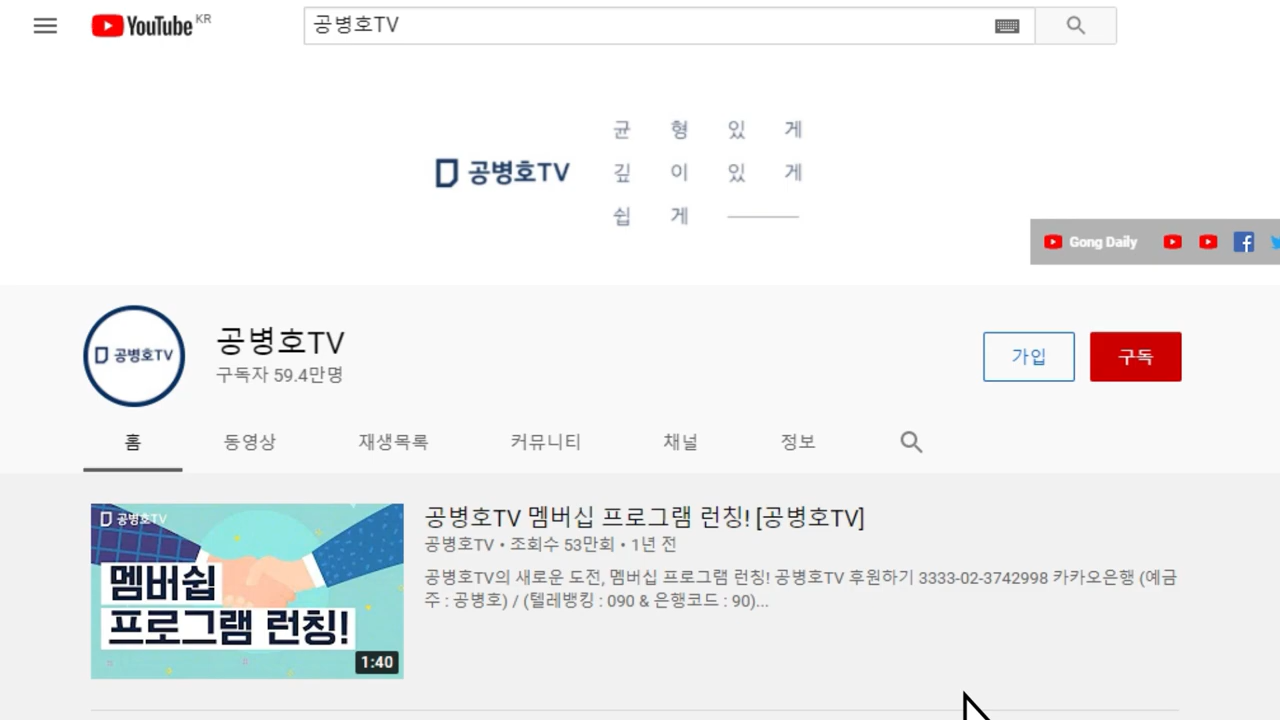 YouTube KR
공병호TV
균형있게
공병호TV
깊이있게
쉽게
Gong Daily
공병호TV
공병호TV
구독자 59.4만명
가입
구독
홈
동영상
재생목록
커뮤니티
채널
정보
공병호TV
멤버쉽
프로그램 런칭!
1:40
공병호TV 멤버십 프로그램 런칭! [공병호TV]
공병호TV • 조회수 53만회 • 1년 전
공병호TV의 새로운 도전, 멤버십 프로그램 런칭! 공병호TV 후원하기 3333-02-3742998 카카오은행 (예금
주 : 공병호) / (텔레뱅킹 : 090 & 은행코드 : 90)...